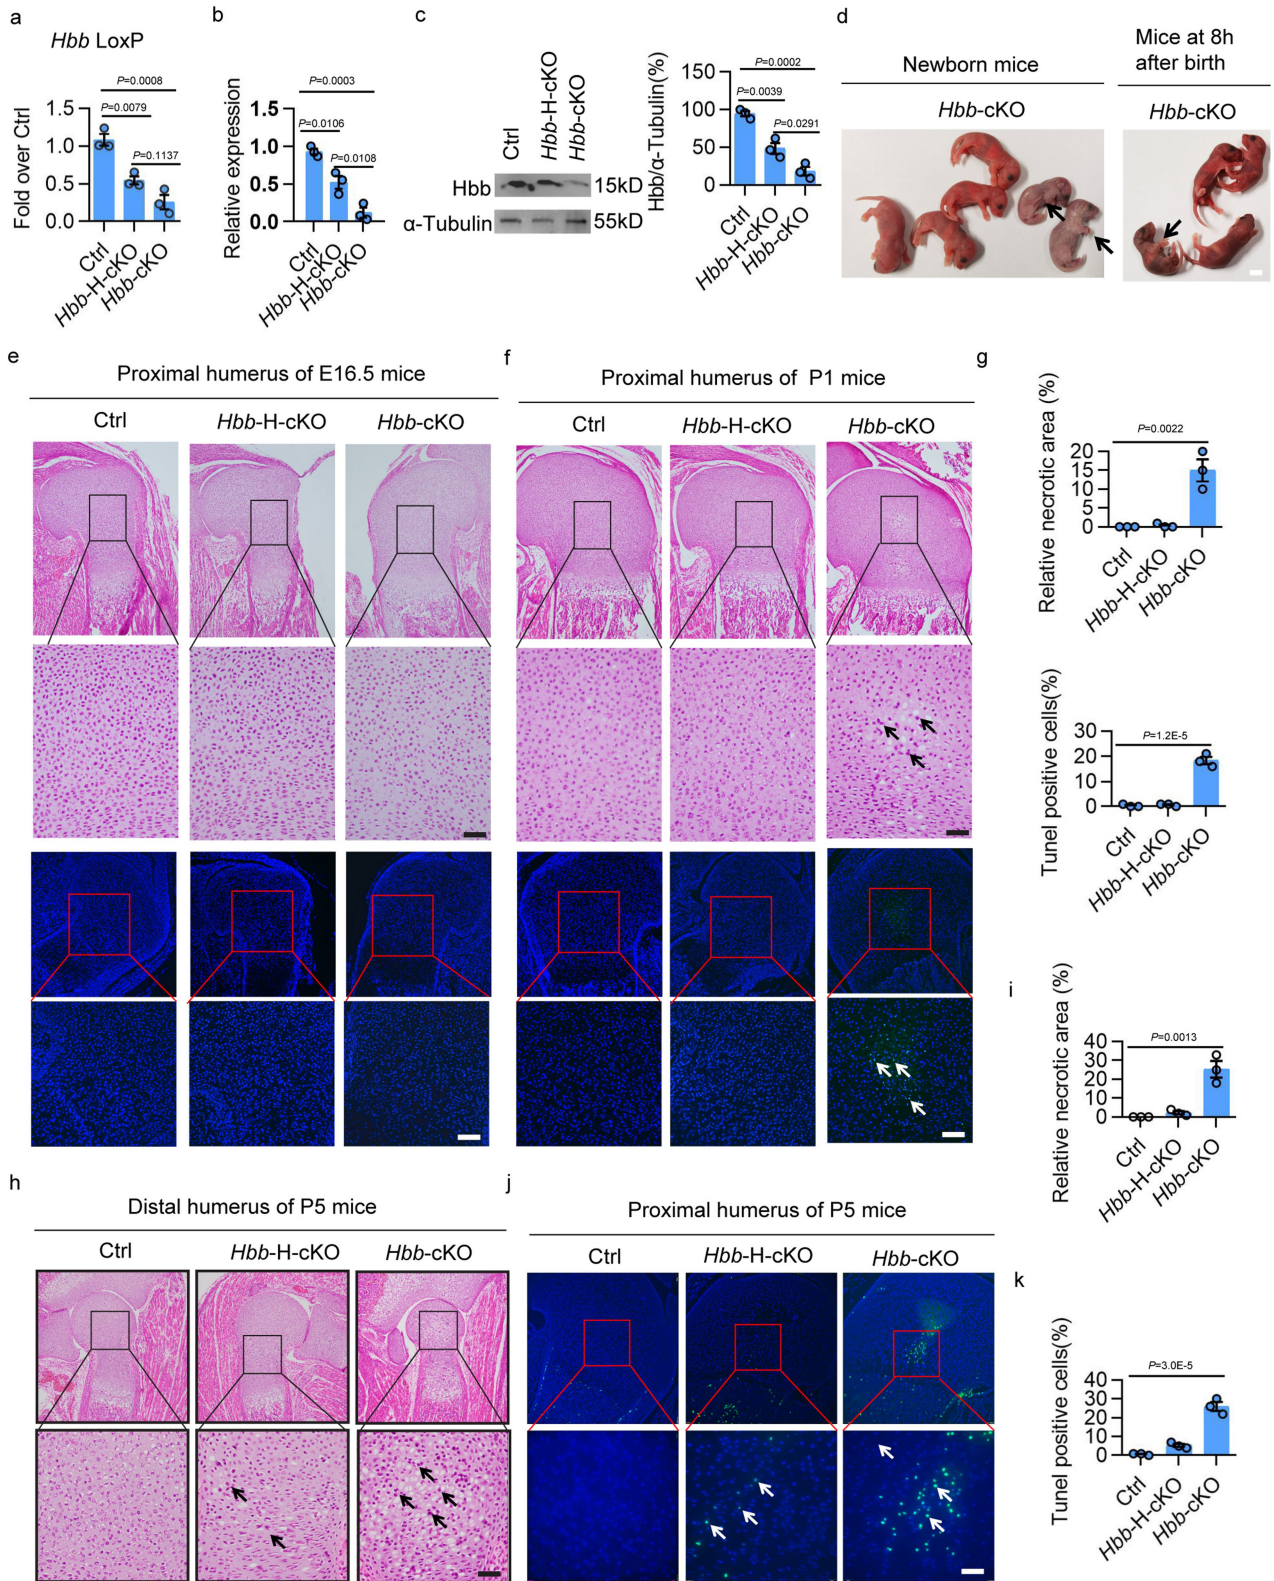 a
Hbb LoxP
P=0.0008
P=0.0079
P=0.1137
Fold over Ctrl
1.5
1.0
0.5
0.0
Ctrl
Hbb-H-cKO
Hbb-cKO
b
P=0.0003
P=0.0106
P=0.0108
Relative expression
1.5
1.0
0.5
0.0
Ctrl
Hbb-H-cKO
Hbb-cKO
c
Ctrl
Hbb-H-cKO
Hbb-cKO
Hbb
15kD
α-Tubulin
55kD
Hbb/α-Tubulin(%)
P=0.0002
P=0.0039
P=0.0291
150
100
50
0
Ctrl
Hbb-H-cKO
Hbb-cKO
d
Newborn mice
Hbb-cKO
Mice at 8h
after birth
Hbb-cKO
e
Proximal humerus of E16.5 mice
Ctrl
Hbb-H-cKO
Hbb-cKO
f
Proximal humerus of P1 mice
Ctrl
Hbb-H-cKO
Hbb-cKO
g
Relative necrotic area (%)
P=0.0022
20
15
10
5
0
Ctrl
Hbb-H-cKO
Hbb-cKO
Tunel positive cells(%)
P=1.2E-5
30
20
10
0
Ctrl
Hbb-H-cKO
Hbb-cKO
i
Relative necrotic area (%)
P=0.0013
40
30
20
10
0
Ctrl
Hbb-H-cKO
Hbb-cKO
h
Distal humerus of P5 mice
Ctrl
Hbb-H-cKO
Hbb-cKO
j
Proximal humerus of P5 mice
Ctrl
Hbb-H-cKO
Hbb-cKO
k
Tunel positive cells(%)
P=3.0E-5
40
30
20
10
0
Ctrl
Hbb-H-cKO
Hbb-cKO